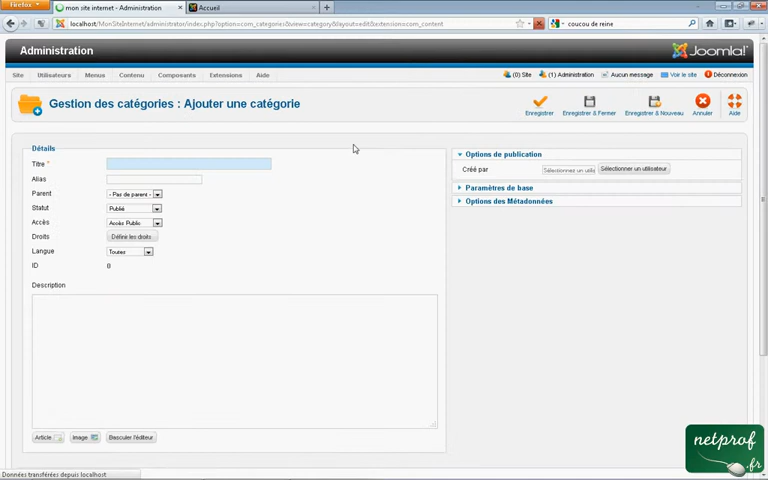 Firefox
mon site internet - Administration
Accueil
localhost/MonSiteInternet/administrator/index.php?option=com_categories&view=category&layout=edit&extension=com_content
coucou de reine
Administration
Joomla!
Site Utilisateurs Menus Contenu Composants Extensions Aide
(0) Site (1) Administration Aucun message Voir le site Déconnexion
Gestion des catégories : Ajouter une catégorie
Enregistrer Enregistrer & Fermer Enregistrer & Nouveau Annuler Aide
Détails
Titre *
Alias
Parent - Pas de parent -
Statut Publié
Accès Accès Public
Droits Définir les droits
Langue Toutes
ID 0
Description
Article Image Basculer l'éditeur
Options de publication
Créé par Sélectionnez un utili Sélectionner un utilisateur
Paramètres de base
Options des Métadonnées
Données transférées depuis localhost
netprof
.fr